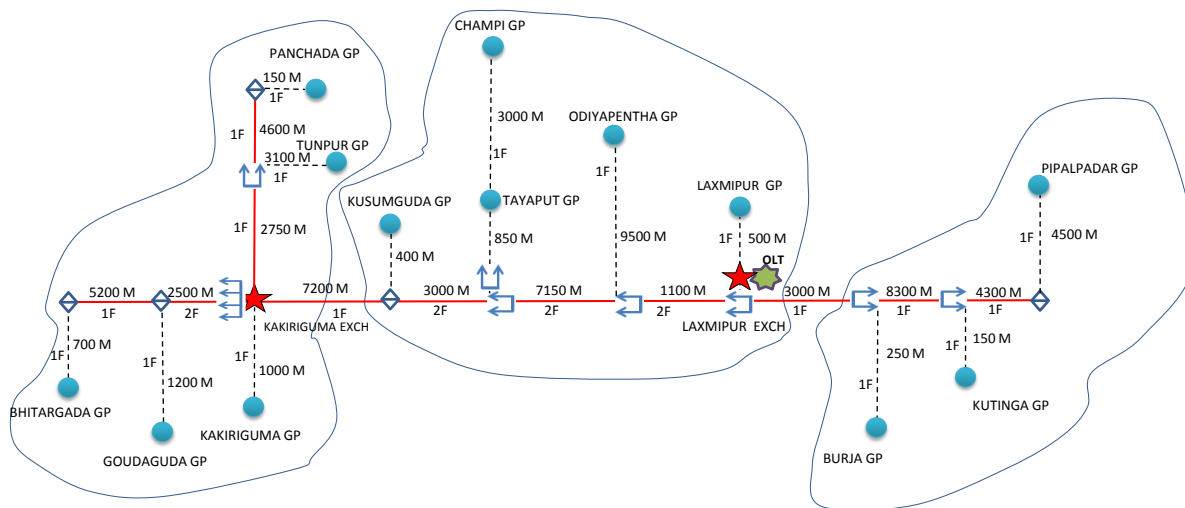 CHAMPI GP
PANCHADA GP
150 M
1F
1F
4600 M
3100 M
TUNPUR GP
1F
3000 M
1F
ODIYAPENTHA GP
1F
PIPALPADAR GP
KUSUMGUDA GP
TAYAPUT GP
LAXMIPUR GP
1F
2750 M
400 M
850 M
9500 M
1F
500 M
OLT
1F
4500 M
5200 M
1F
2500 M
2F
7200 M
1F
KAKIRIGUMA EXCH
3000 M
2F
7150 M
2F
1100 M
2F
LAXMIPUR EXCH
3000 M
1F
8300 M
1F
4300 M
1F
1F
700 M
1F
1200 M
1F
1000 M
1F
250 M
1F
150 M
BHITARGADA GP
GOUDAGUDA GP
KAKIRIGUMA GP
KUTINGA GP
BURJA GP